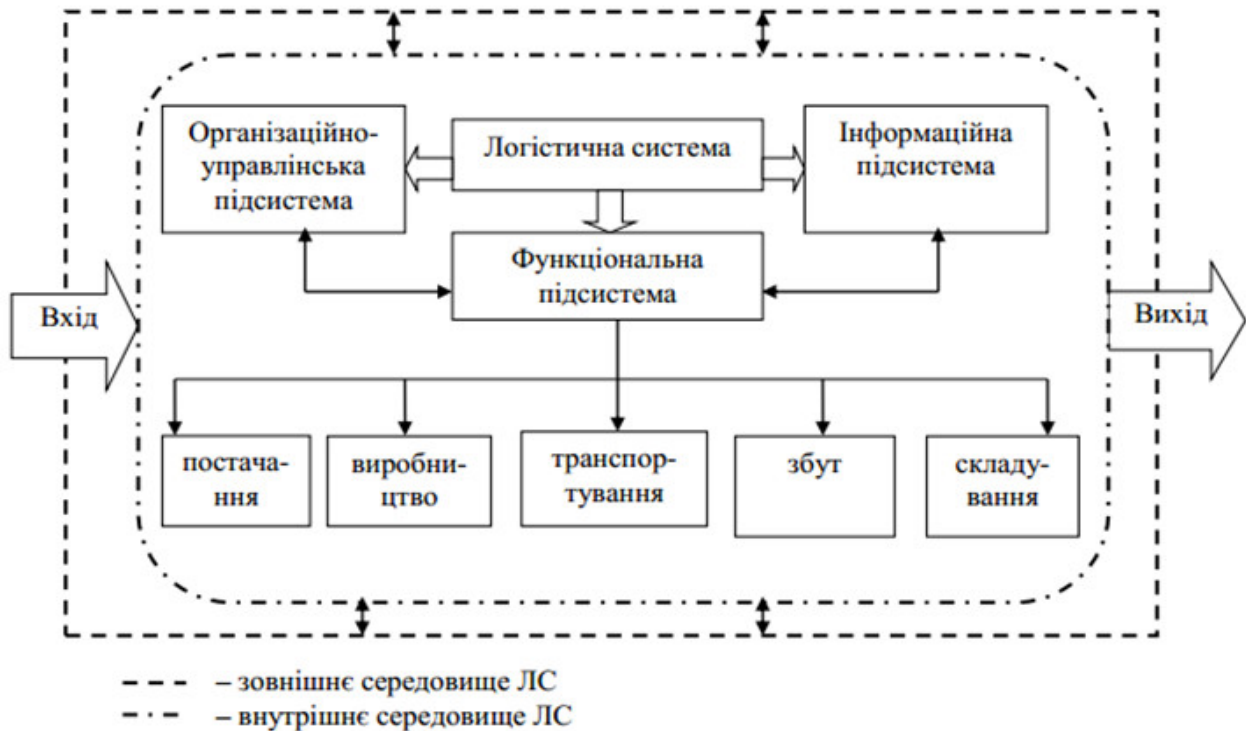 Організаційно-
управлінська
підсистема
Логістична система
Інформаційна
підсистема
Функціональна
підсистема
Вхід
Вихід
постача-
ння
виробни-
цтво
транспор-
тування
збут
складу-
вання
– зовнішнє середовище ЛС
– внутрішнє середовище ЛС